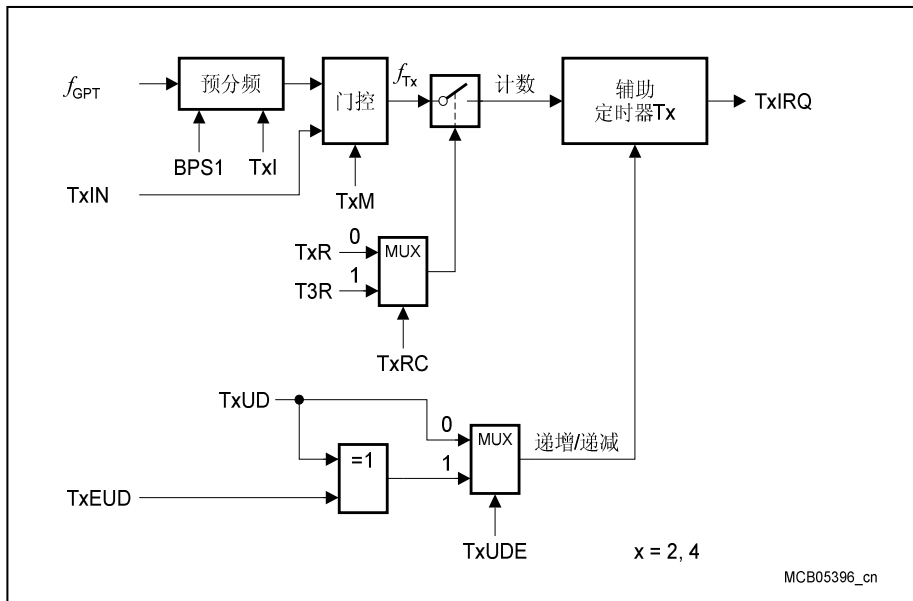 fGPT
预分频
BPS1
TxI
TxIN
门控
TxM
fTx
计数
辅助
定时器Tx
TxIRQ
TxR
0
T3R
1
MUX
TxRC
TxUD
TxEUD
=1
0
1
MUX
TxUDE
递增/递减
x = 2, 4
MCB05396_cn